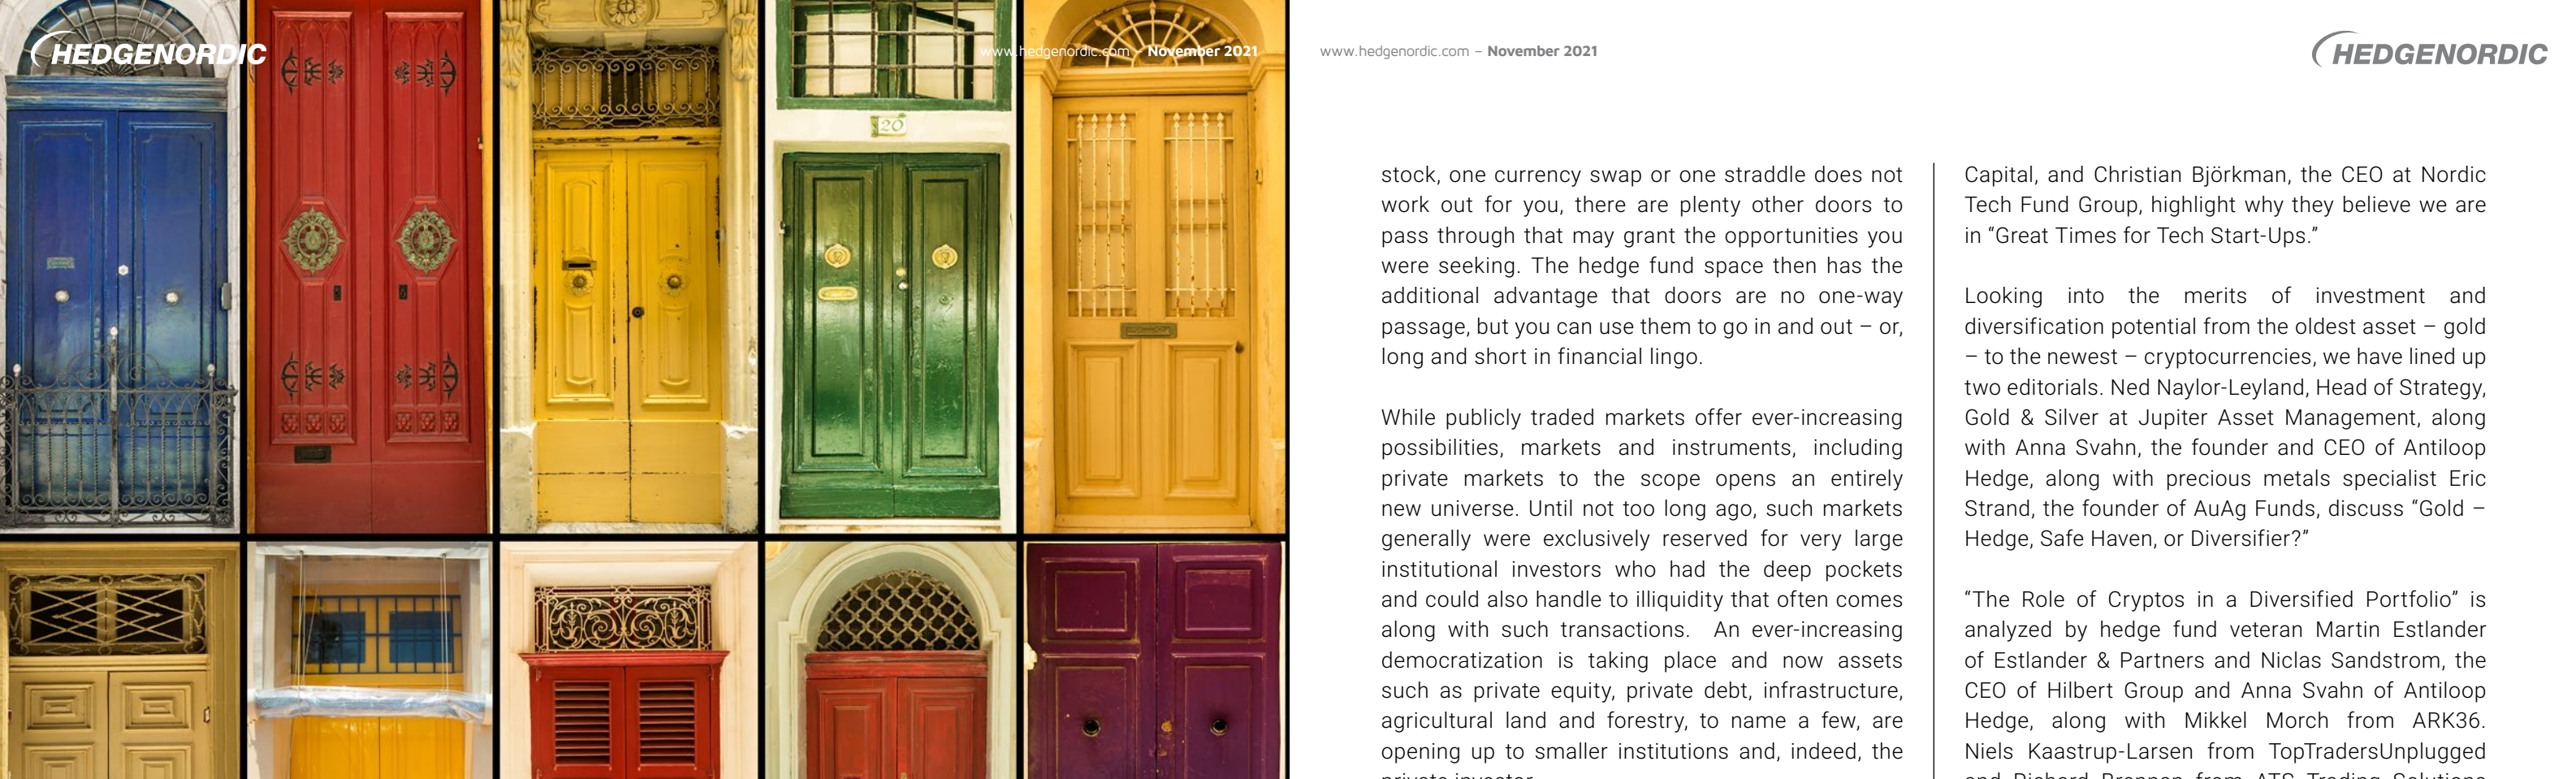 HEDGENORDIC
www.hedgenordic.com – November 2021
20
www.hedgenordic.com – November 2021
HEDGENORDIC
stock, one currency swap or one straddle does not
work out for you, there are plenty other doors to
pass through that may grant the opportunities you
were seeking. The hedge fund space then has the
additional advantage that doors are no one-way
passage, but you can use them to go in and out – or,
long and short in financial lingo.
While publicly traded markets offer ever-increasing
possibilities, markets and instruments, including
private markets to the scope opens an entirely
new universe. Until not too long ago, such markets
generally were exclusively reserved for very large
institutional investors who had the deep pockets
and could also handle to illiquidity that often comes
along with such transactions. An ever-increasing
democratization is taking place and now assets
such as private equity, private debt, infrastructure,
agricultural land and forestry, to name a few, are
opening up to smaller institutions and, indeed, the
private investor.
Capital, and Christian Björkman, the CEO at Nordic
Tech Fund Group, highlight why they believe we are
in “Great Times for Tech Start-Ups.”
Looking into the merits of investment and
diversification potential from the oldest asset – gold
– to the newest – cryptocurrencies, we have lined up
two editorials. Ned Naylor-Leyland, Head of Strategy,
Gold & Silver at Jupiter Asset Management, along
with Anna Svahn, the founder and CEO of Antiloop
Hedge, along with precious metals specialist Eric
Strand, the founder of AuAg Funds, discuss “Gold –
Hedge, Safe Haven, or Diversifier?”
“The Role of Cryptos in a Diversified Portfolio” is
analyzed by hedge fund veteran Martin Estlander
of Estlander & Partners and Niclas Sandstrom, the
CEO of Hilbert Group and Anna Svahn of Antiloop
Hedge, along with Mikkel Morch from ARK36.
Niels Kaastrup-Larsen from TopTradersUnplugged
and Richard Brennan from ATS Trading Solutions